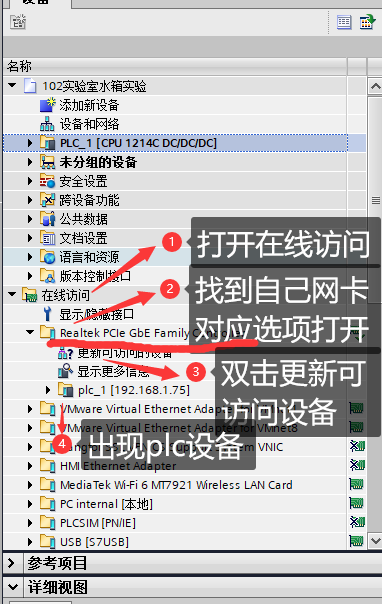 设备
名称
102实验室水箱实验
添加新设备
设备和网络
PLC_1 [CPU 1214C DC/DC/DC]
未分组的设备
安全设置
跨设备功能
公共数据
文档设置
1 打开在线访问
语言和资源
版本控制接口
在线访问
2 找到自己网卡
对应选项打开
显示/隐藏接口
Realtek PCIe GbE Family Controller
更新可访问的设备
显示更多信息
3 双击更新可
访问设备
plc_1 [192.168.1.75]
VMware Virtual Ethernet Adapter for VMnet1
VMware Virtual Ethernet Adapter for VMnet8
4 出现plc设备
VNIC
HMI Ethernet Adapter
MediaTek Wi-Fi 6 MT7921 Wireless LAN Card
PC internal [本地]
PLCSIM [PN/IE]
USB [S7USB]
参考项目
详细视图